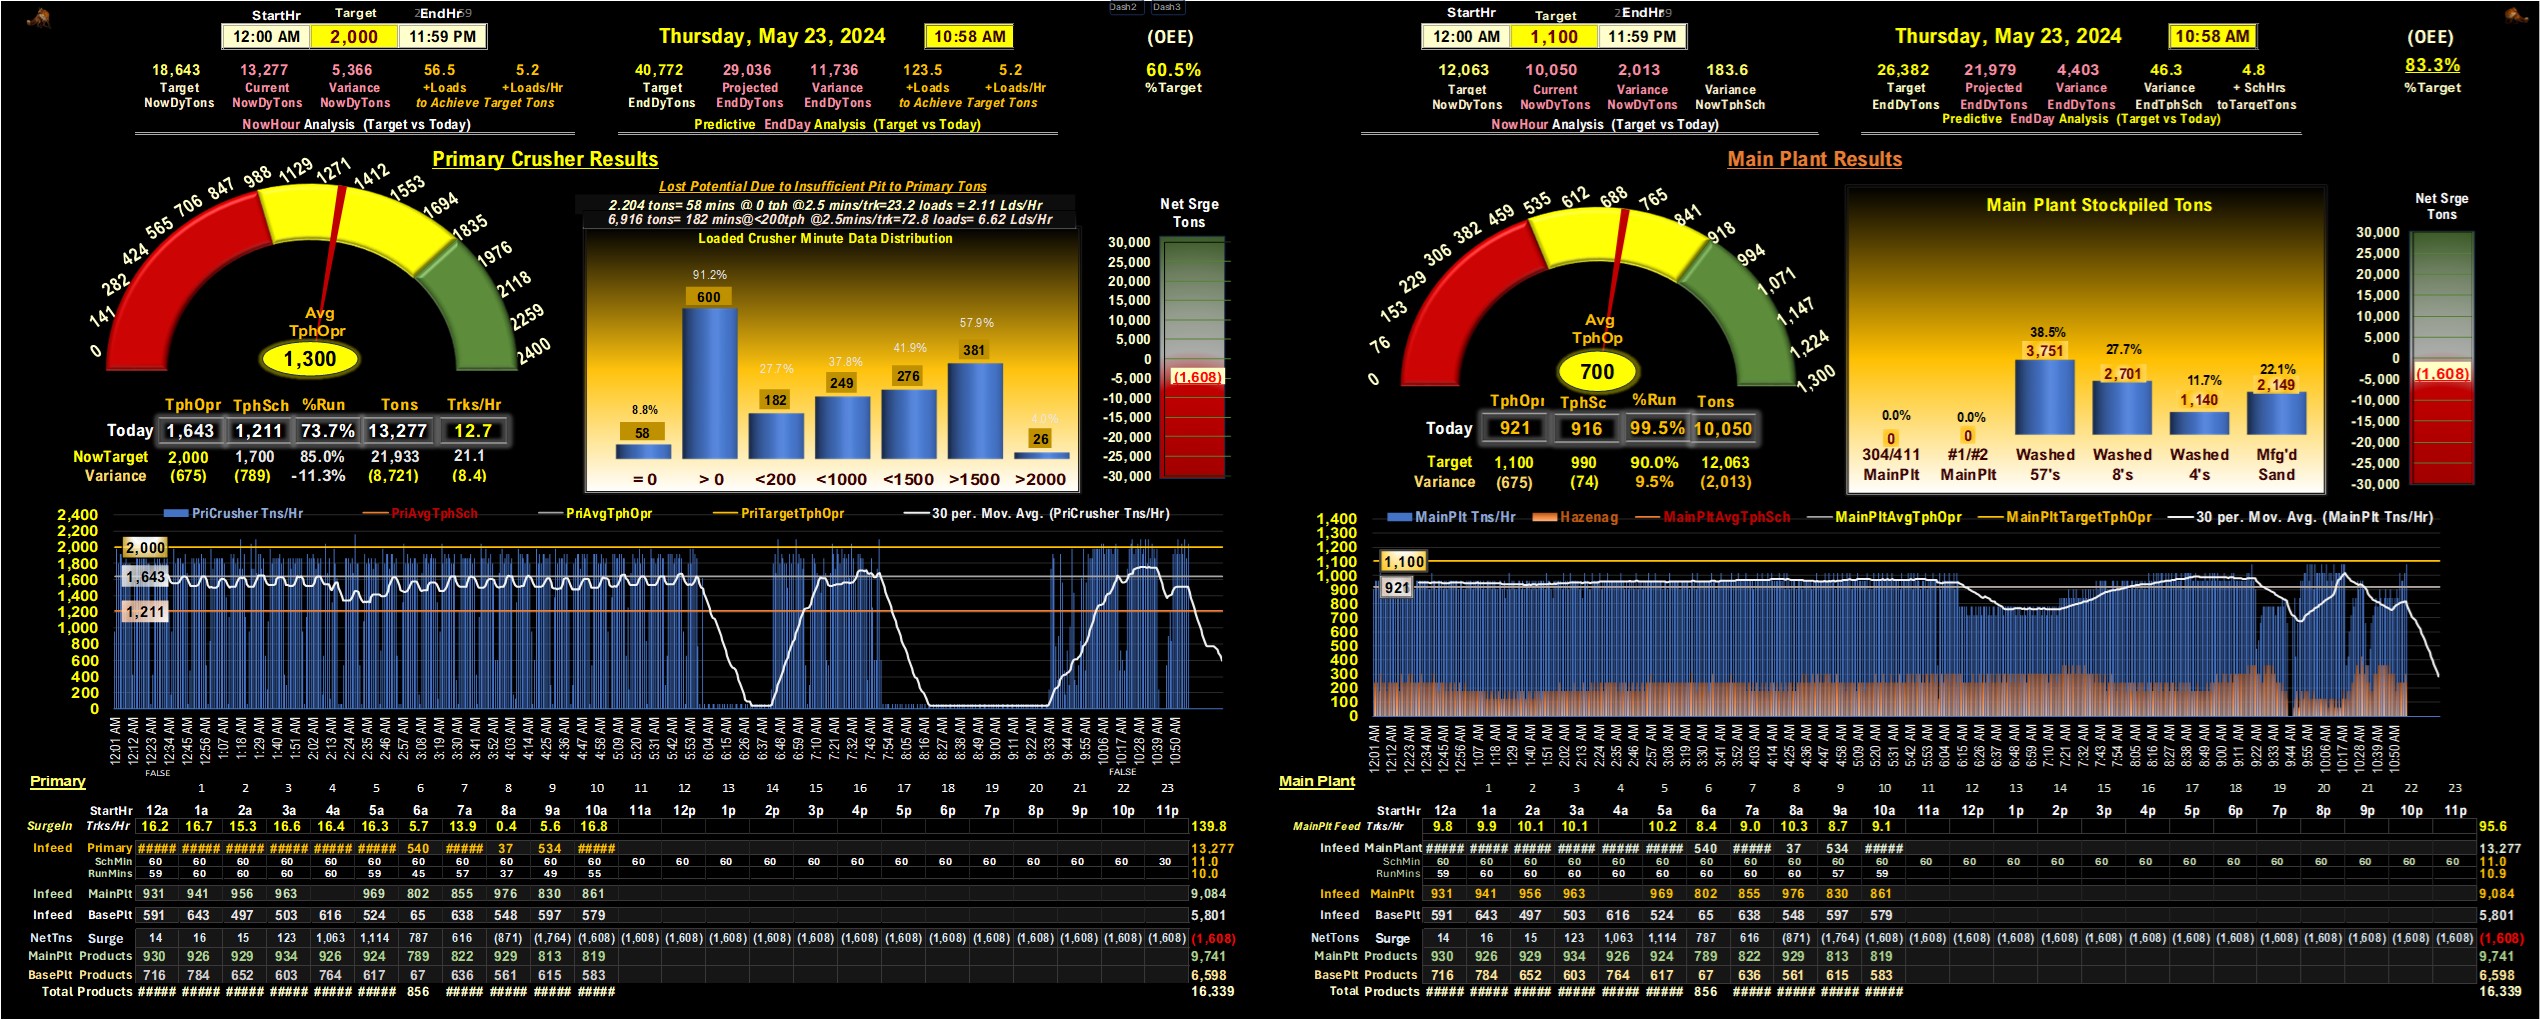 Dash2 Dash3
StartHr Target EndHr
12:00 AM 2,000 11:59 PM
Thursday, May 23, 2024 10:58 AM
(OEE)
60.5%
%Target
18,643 13,277 5,366 56.5 5.2
Target Current Variance +Loads +Loads/Hr
NowDyTons NowDyTons NowDyTons to Achieve Target Tons
NowHour Analysis (Target vs Today)
40,772 29,036 11,736 123.5 5.2
Target Projected Variance +Loads +Loads/Hr
EndDyTons EndDyTons EndDyTons to Achieve Target Tons
Predictive EndDay Analysis (Target vs Today)
Primary Crusher Results
0 141 282 424 565 706 847 988 1129 1271 1412 1553 1694 1835 1976 2118 2259 2400
Avg
TphOpr
1,300
TphOpr TphSch %Run Tons Trks/Hr
Today 1,643 1,211 73.7% 13,277 12.7
NowTarget 2,000 1,700 85.0% 21,933 21.1
Variance (675) (789) -11.3% (8,721) (8.4)
Lost Potential Due to Insufficient Pit to Primary Tons
2.204 tons= 58 mins @ 0 tph @2.5 mins/trk=23.2 loads = 2.11 Lds/Hr
6,916 tons= 182 mins@<200tph @2.5mins/trk=72.8 loads= 6.62 Lds/Hr
Loaded Crusher Minute Data Distribution
8.8% 91.2% 27.7% 37.8% 41.9% 57.9% 4.0%
58 600 182 249 276 381 26
= 0 > 0 <200 <1000 <1500 >1500 >2000
Net Srge
Tons
30,000
25,000
20,000
15,000
10,000
5,000
0
-5,000
-10,000
-15,000
-20,000
-25,000
-30,000
(1,608)
PriCrusher Tns/Hr PriAvgTphSch PriAvgTphOpr PriTargetTphOpr 30 per. Mov. Avg. (PriCrusher Tns/Hr)
2,400
2,200
2,000
1,800
1,600
1,400
1,200
1,000
800
600
400
200
0
2,000
1,643
1,211
12:01 AM 12:12 AM 12:23 AM 12:34 AM 12:45 AM 12:56 AM 1:07 AM 1:18 AM 1:29 AM 1:40 AM 1:51 AM 2:02 AM 2:13 AM 2:24 AM 2:35 AM 2:46 AM 2:57 AM 3:08 AM 3:19 AM 3:30 AM 3:41 AM 3:52 AM 4:03 AM 4:14 AM 4:25 AM 4:36 AM 4:47 AM 4:58 AM 5:09 AM 5:20 AM 5:31 AM 5:42 AM 5:53 AM 6:04 AM 6:15 AM 6:26 AM 6:37 AM 6:48 AM 6:59 AM 7:10 AM 7:21 AM 7:32 AM 7:43 AM 7:54 AM 8:05 AM 8:16 AM 8:27 AM 8:38 AM 8:49 AM 9:00 AM 9:11 AM 9:22 AM 9:33 AM 9:44 AM 9:55 AM 10:06 AM 10:17 AM 10:28 AM 10:39 AM 10:50 AM
FALSE FALSE
Primary
1 2 3 4 5 6 7 8 9 10 11 12 13 14 15 16 17 18 19 20 21 22 23
StartHr 12a 1a 2a 3a 4a 5a 6a 7a 8a 9a 10a 11a 12p 1p 2p 3p 4p 5p 6p 7p 8p 9p 10p 11p
SurgeIn Trks/Hr 16.2 16.7 15.3 16.6 16.4 16.3 5.7 13.9 0.4 5.6 16.8 139.8
Infeed Primary ##### ##### ##### ##### ##### ##### 540 ##### 37 534 ##### 13,277
SchMin 60 60 60 60 60 60 60 60 60 60 60 60 60 60 60 60 60 60 60 60 60 60 60 30 11.0
RunMins 59 60 60 60 60 59 45 57 37 49 55 10.0
Infeed MainPlt 931 941 956 963 969 802 855 976 830 861 9,084
Infeed BasePlt 591 643 497 503 616 524 65 638 548 597 579 5,801
NetTns Surge 14 16 15 123 1,063 1,114 787 616 (871) (1,764) (1,608) (1,608) (1,608) (1,608) (1,608) (1,608) (1,608) (1,608) (1,608) (1,608) (1,608) (1,608) (1,608) (1,608) (1,608)
MainPlt Products 930 926 929 934 926 924 789 822 929 813 819 9,741
BasePlt Products 716 784 652 603 764 617 67 636 561 615 583 6,598
Total Products ##### ##### ##### ##### ##### ##### 856 ##### ##### ##### ##### 16,339
StartHr Target EndHr
12:00 AM 1,100 11:59 PM
Thursday, May 23, 2024 10:58 AM
(OEE)
83.3%
%Target
12,063 10,050 2,013 183.6
Target Current Variance Variance
NowDyTons NowDyTons NowDyTons NowTphSch
NowHour Analysis (Target vs Today)
26,382 21,979 4,403 46.3 4.8
Target Projected Variance Variance + SchHrs
EndDyTons EndDyTons EndDyTons EndTphSch toTargetTons
Predictive EndDay Analysis (Target vs Today)
Main Plant Results
0 76 153 229 306 382 459 535 612 688 765 841 918 994 1,071 1,147 1,224 1,300
Avg
TphOp
700
TphOpr TphSc %Run Tons
Today 921 916 99.5% 10,050
Target 1,100 990 90.0% 12,063
Variance (675) (74) 9.5% (2,013)
Main Plant Stockpiled Tons
0.0% 0.0% 38.5% 27.7% 11.7% 22.1%
0 0 3,751 2,701 1,140 2,149
304/411 #1/#2 Washed Washed Washed Mfg'd
MainPlt MainPlt 57's 8's 4's Sand
Net Srge
Tons
30,000
25,000
20,000
15,000
10,000
5,000
0
-5,000
-10,000
-15,000
-20,000
-25,000
-30,000
(1,608)
MainPlt Tns/Hr Hazenag MainPltAvgTphSch MainPltAvgTphOpr MainPltTargetTphOpr 30 per. Mov. Avg. (MainPlt Tns/Hr)
1,400
1,300
1,200
1,100
1,000
900
800
700
600
500
400
300
200
100
0
1,100
921
12:01 AM 12:12 AM 12:23 AM 12:34 AM 12:45 AM 12:56 AM 1:07 AM 1:18 AM 1:29 AM 1:40 AM 1:51 AM 2:02 AM 2:13 AM 2:24 AM 2:35 AM 2:46 AM 2:57 AM 3:08 AM 3:19 AM 3:30 AM 3:41 AM 3:52 AM 4:03 AM 4:14 AM 4:25 AM 4:36 AM 4:47 AM 4:58 AM 5:09 AM 5:20 AM 5:31 AM 5:42 AM 5:53 AM 6:04 AM 6:15 AM 6:26 AM 6:37 AM 6:48 AM 6:59 AM 7:10 AM 7:21 AM 7:32 AM 7:43 AM 7:54 AM 8:05 AM 8:16 AM 8:27 AM 8:38 AM 8:49 AM 9:00 AM 9:11 AM 9:22 AM 9:33 AM 9:44 AM 9:55 AM 10:06 AM 10:17 AM 10:28 AM 10:39 AM 10:50 AM
Main Plant
1 2 3 4 5 6 7 8 9 10 11 12 13 14 15 16 17 18 19 20 21 22 23
StartHr 12a 1a 2a 3a 4a 5a 6a 7a 8a 9a 10a 11a 12p 1p 2p 3p 4p 5p 6p 7p 8p 9p 10p 11p
MainPlt Feed Trks/Hr 9.8 9.9 10.1 10.1 10.2 8.4 9.0 10.3 8.7 9.1 95.6
Infeed MainPlant ##### ##### ##### ##### ##### ##### 540 ##### 37 534 ##### 13,277
SchMin 60 60 60 60 60 60 60 60 60 60 60 60 60 60 60 60 60 60 60 60 60 60 60 60 11.0
RunMins 59 60 60 60 60 60 60 60 60 57 59 10.9
Infeed MainPlt 931 941 956 963 969 802 855 976 830 861 9,084
Infeed BasePlt 591 643 497 503 616 524 65 638 548 597 579 5,801
NetTons Surge 14 16 15 123 1,063 1,114 787 616 (871) (1,764) (1,608) (1,608) (1,608) (1,608) (1,608) (1,608) (1,608) (1,608) (1,608) (1,608) (1,608) (1,608) (1,608) (1,608) (1,608)
MainPlt Products 930 926 929 934 926 924 789 822 929 813 819 9,741
BasePlt Products 716 784 652 603 764 617 67 636 561 615 583 6,598
Total Products ##### ##### ##### ##### ##### ##### 856 ##### ##### ##### ##### 16,339